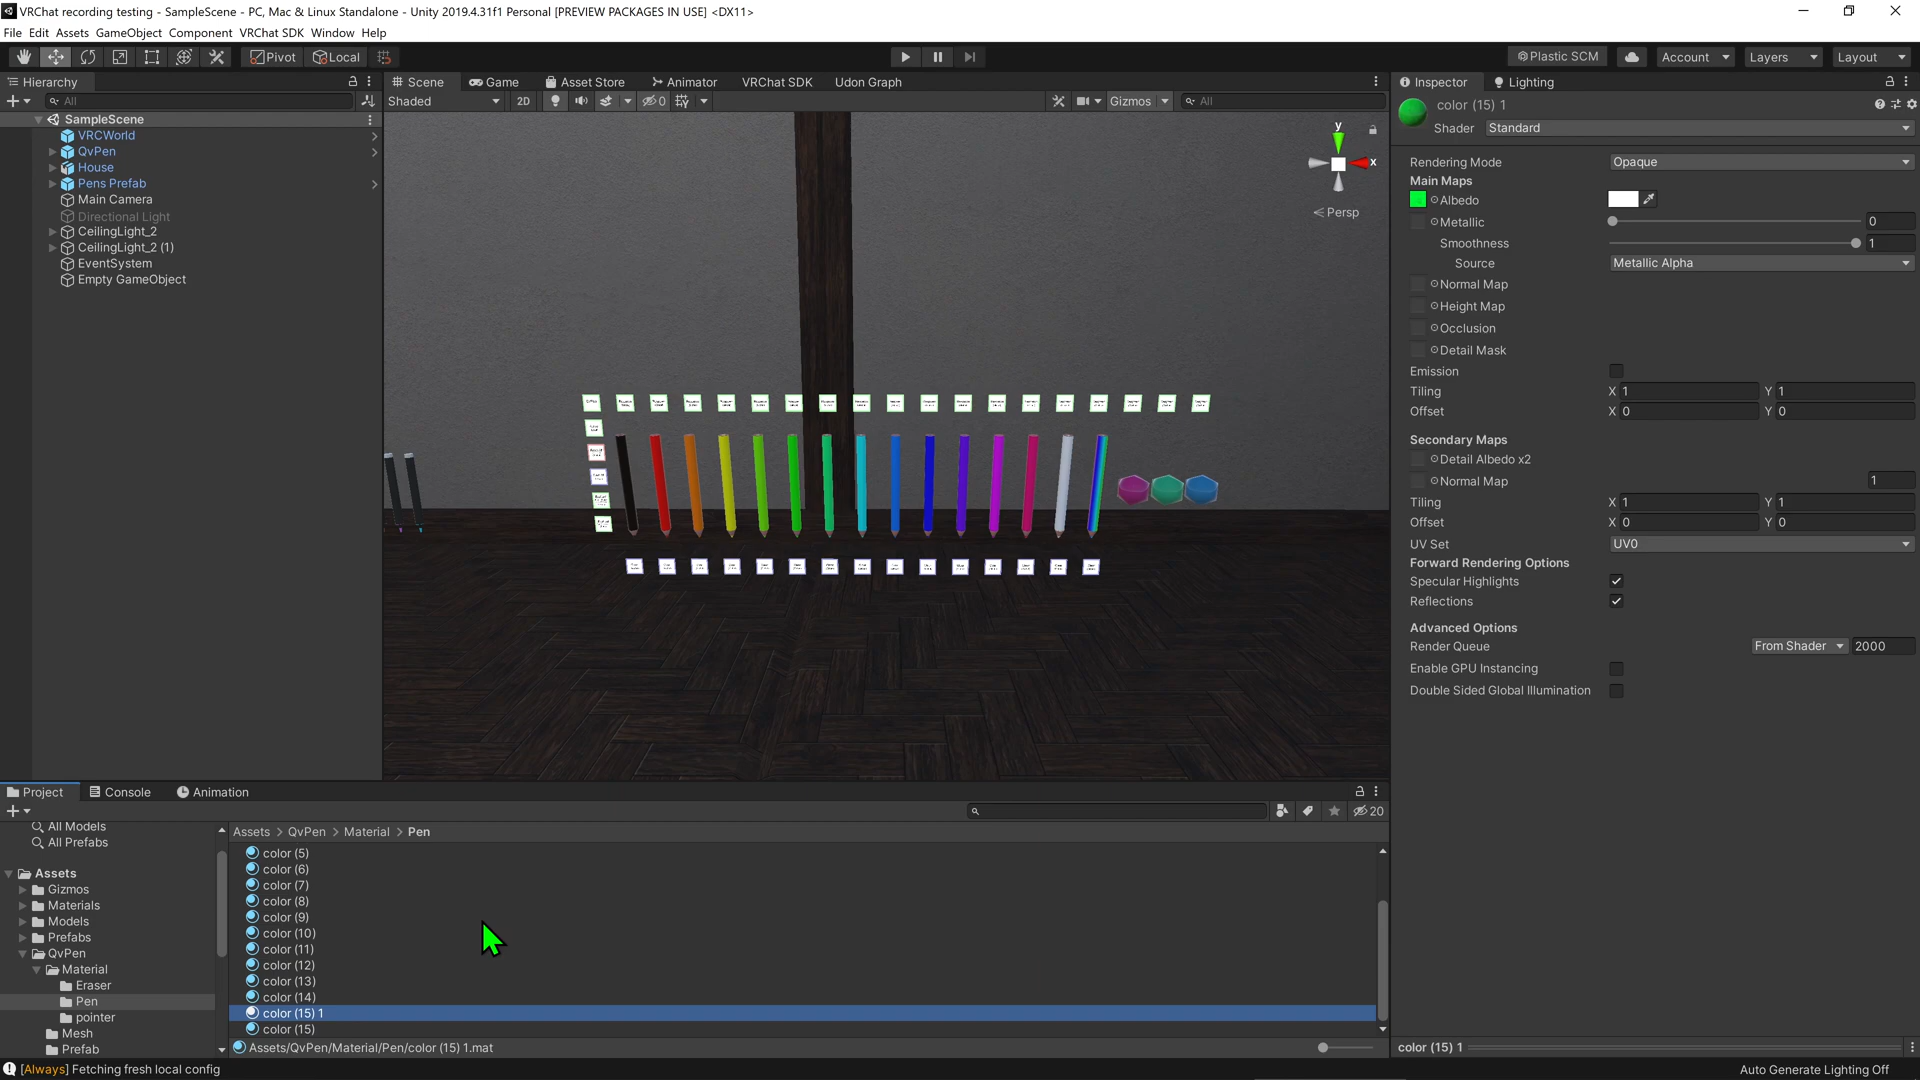 VRChat recording testing - SampleScene - PC, Mac & Linux Standalone - Unity 2019.4.31f1 Personal [PREVIEW PACKAGES IN USE] <DX11>
File Edit Assets GameObject Component VRChat SDK Window Help
Pivot Local Plastic SCM Account Layers Layout
Hierarchy
All
SampleScene
VRCWorld
QvPen
House
Pens Prefab
Main Camera
Directional Light
CeilingLight_2
CeilingLight_2 (1)
EventSystem
Empty GameObject
Scene Game Asset Store Animator VRChat SDK Udon Graph
Shaded 2D 0 Gizmos All
y
x
Persp
Inspector Lighting
color (15) 1
Shader Standard
Rendering Mode Opaque
Main Maps
Albedo
Metallic 0
Smoothness 1
Source Metallic Alpha
Normal Map
Height Map
Occlusion
Detail Mask
Emission
Tiling X 1 Y 1
Offset X 0 Y 0
Secondary Maps
Detail Albedo x2
Normal Map 1
Tiling X 1 Y 1
Offset X 0 Y 0
UV Set UV0
Forward Rendering Options
Specular Highlights
Reflections
Advanced Options
Render Queue From Shader 2000
Enable GPU Instancing
Double Sided Global Illumination
color (15) 1
Project Console Animation
20
All Models
All Prefabs
Assets
Gizmos
Materials
Models
Prefabs
QvPen
Material
Eraser
Pen
pointer
Mesh
Prefab
Assets > QvPen > Material > Pen
color (5)
color (6)
color (7)
color (8)
color (9)
color (10)
color (11)
color (12)
color (13)
color (14)
color (15) 1
color (15)
Assets/QvPen/Material/Pen/color (15) 1.mat
[Always] Fetching fresh local config
Auto Generate Lighting Off